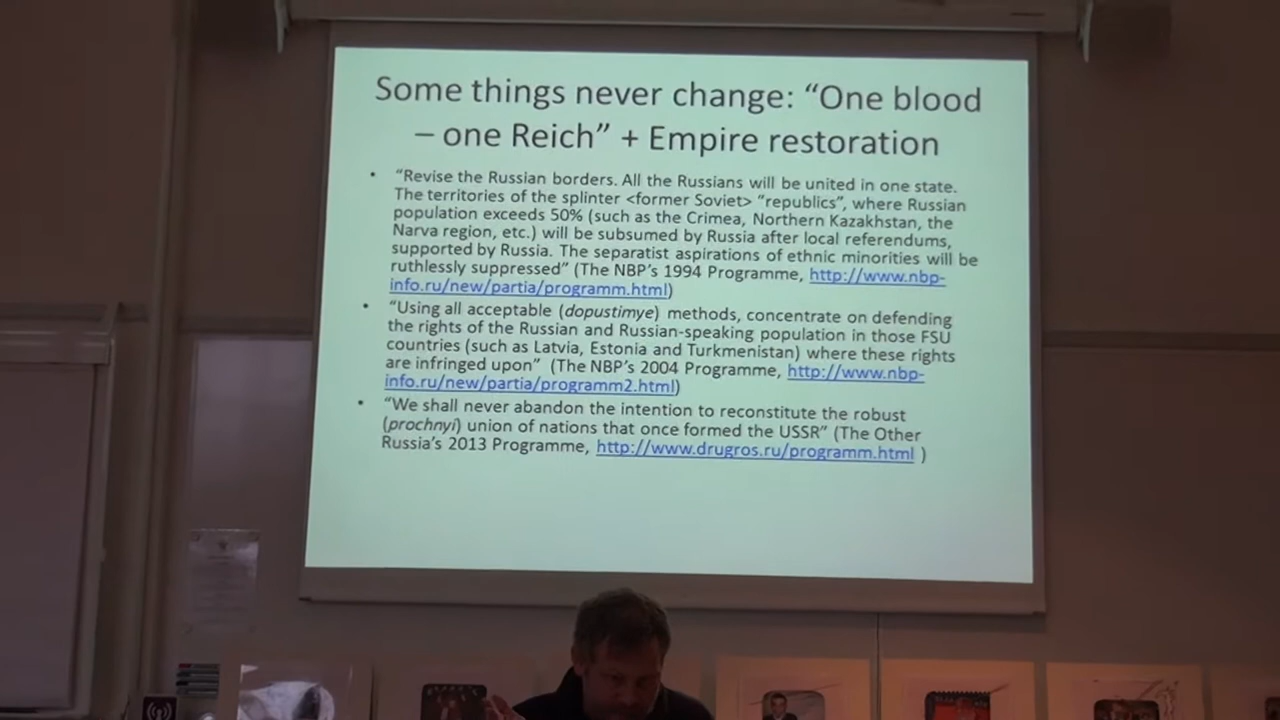 Some things never change: “One blood
– one Reich” + Empire restoration
• “Revise the Russian borders. All the Russians will be united in one state.
The territories of the splinter <former Soviet> “republics”, where Russian
population exceeds 50% (such as the Crimea, Northern Kazakhstan, the
Narva region, etc.) will be subsumed by Russia after local referendums,
supported by Russia. The separatist aspirations of ethnic minorities will be
ruthlessly suppressed” (The NBP’s 1994 Programme, http://www.nbp-
info.ru/new/partia/programm.html)
• “Using all acceptable (dopustimye) methods, concentrate on defending
the rights of the Russian and Russian-speaking population in those FSU
countries (such as Latvia, Estonia and Turkmenistan) where these rights
are infringed upon” (The NBP’s 2004 Programme, http://www.nbp-
info.ru/new/partia/programm2.html)
• “We shall never abandon the intention to reconstitute the robust
(prochnyi) union of nations that once formed the USSR” (The Other
Russia’s 2013 Programme, http://www.drugros.ru/programm.html )